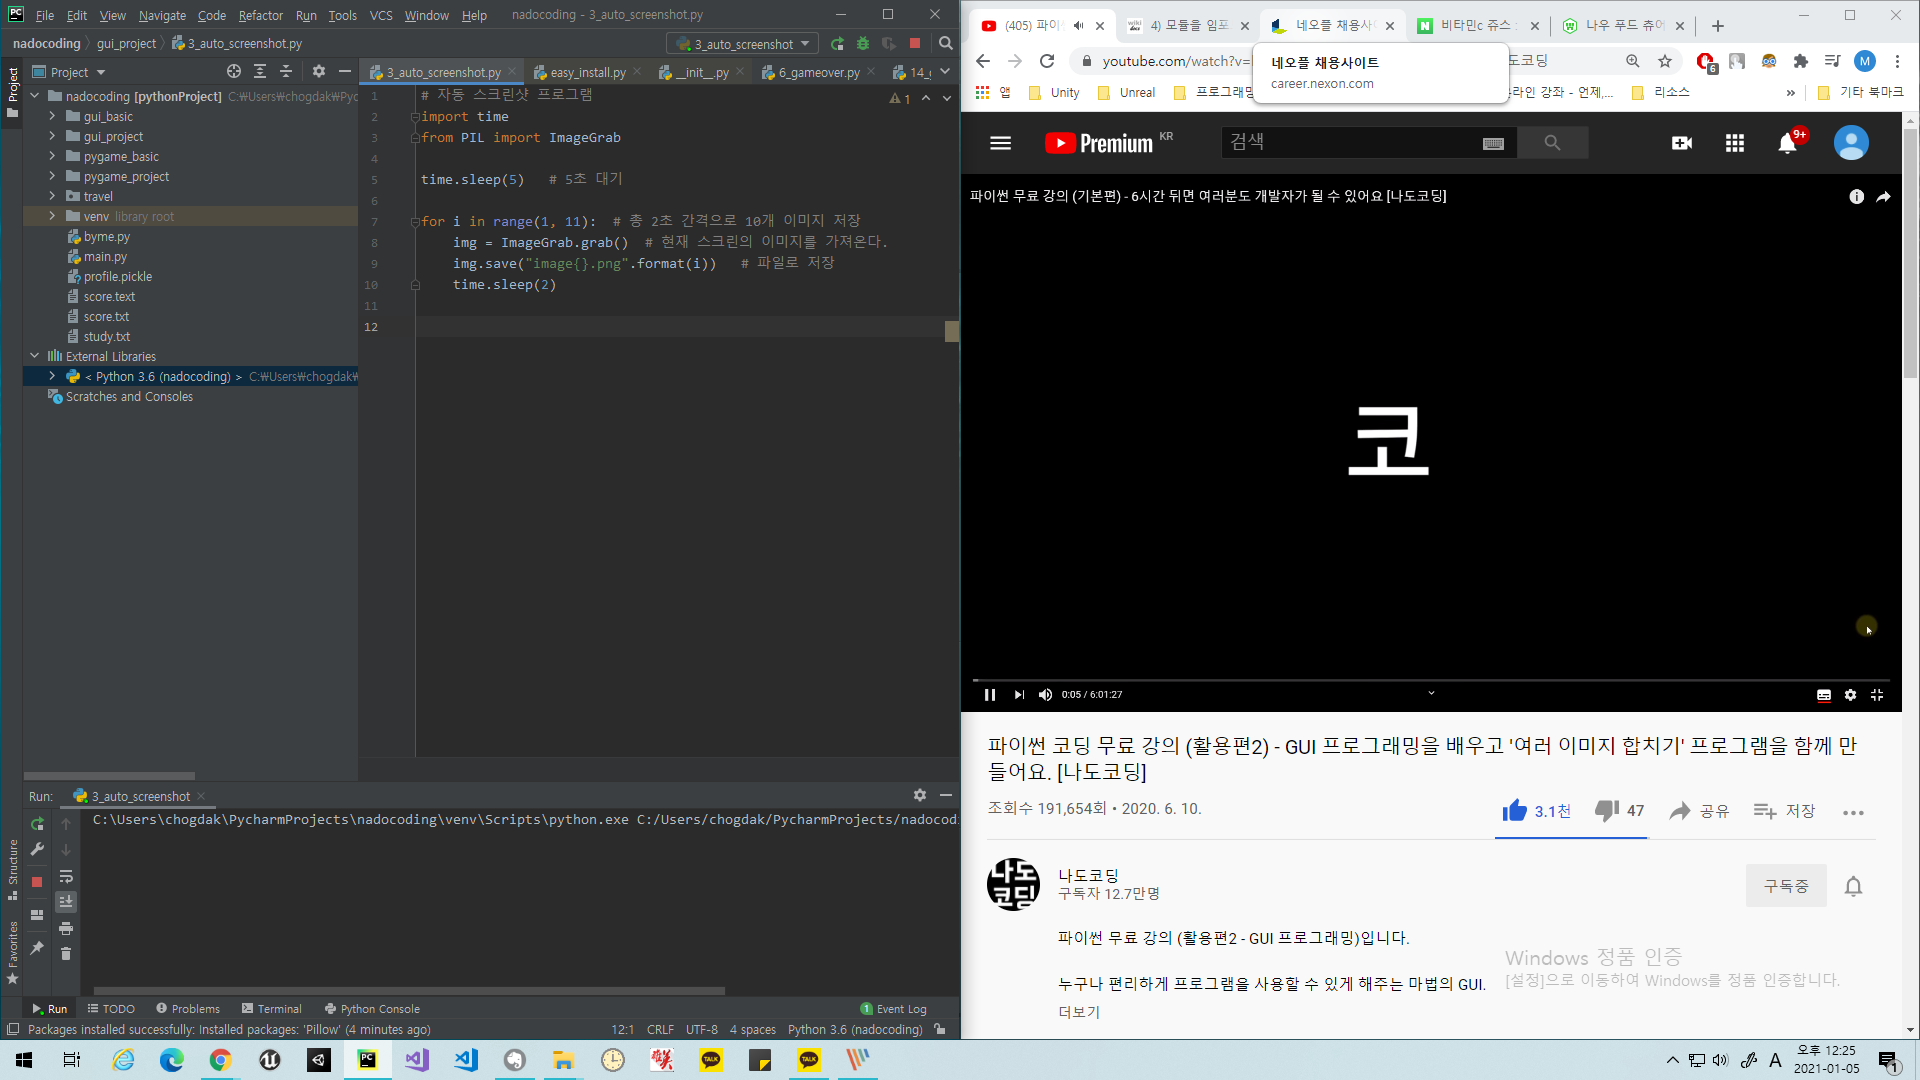 File Edit View Navigate Code Refactor Run Tools VCS Window Help nadocoding - 3_auto_screenshot.py
nadocoding gui_project 3_auto_screenshot.py
3_auto_screenshot
Project
Project
nadocoding [pythonProject] C:￦Users￦chogdak￦Pyc
gui_basic
gui_project
pygame_basic
pygame_project
travel
venv library root
byme.py
main.py
profile.pickle
score.text
score.txt
study.txt
External Libraries
< Python 3.6 (nadocoding) > C:￦Users￦chogdak￦
Scratches and Consoles
3_auto_screenshot.py easy_install.py __init__.py 6_gameover.py 14_
1 # 자동 스크린샷 프로그램
2 import time
3 from PIL import ImageGrab
4
5 time.sleep(5) # 5초 대기
6
7 for i in range(1, 11): # 총 2초 간격으로 10개 이미지 저장
8 img = ImageGrab.grab() # 현재 스크린의 이미지를 가져온다.
9 img.save("image{}.png".format(i)) # 파일로 저장
10 time.sleep(2)
11
12
1
Run: 3_auto_screenshot
C:\Users\chogdak\PycharmProjects\nadocoding\venv\Scripts\python.exe C:/Users/chogdak/PycharmProjects/nadocodi
Structure
Favorites
Run TODO Problems Terminal Python Console 1 Event Log
Packages installed successfully: Installed packages: 'Pillow' (4 minutes ago) 12:1 CRLF UTF-8 4 spaces Python 3.6 (nadocoding)
(405) 파이 4) 모듈을 임포 네오플 채용사이 비타민c 쥬스 나우 푸드 츄어
youtube.com/watch?v= 도코딩
6
M
네오플 채용사이트
career.nexon.com
앱 Unity Unreal 프로그래밍 라인 강좌 - 언제,... 리소스 » 기타 북마크
Premium KR
검색
9+
파이썬 무료 강의 (기본편) - 6시간 뒤면 여러분도 개발자가 될 수 있어요 [나도코딩]
코
0:05 / 6:01:27
파이썬 코딩 무료 강의 (활용편2) - GUI 프로그래밍을 배우고 '여러 이미지 합치기' 프로그램을 함께 만
들어요. [나도코딩]
조회수 191,654회 • 2020. 6. 10.
3.1천 47 공유 저장
나도
코딩
나도코딩
구독자 12.7만명
구독중
파이썬 무료 강의 (활용편2 - GUI 프로그래밍)입니다.
누구나 편리하게 프로그램을 사용할 수 있게 해주는 마법의 GUI.
더보기
Windows 정품 인증
[설정]으로 이동하여 Windows를 정품 인증합니다.
PC
TALK
TALK
A
오후 12:25
2021-01-05
1